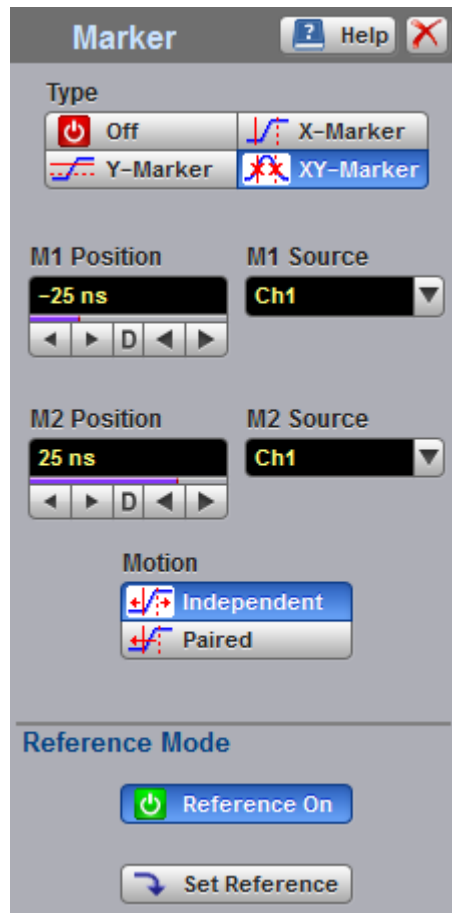 Marker ? Help
Type
Off X-Marker
Y-Marker XY-Marker
M1 Position M1 Source
-25 ns Ch1
D
M2 Position M2 Source
25 ns Ch1
D
Motion
Independent
Paired
Reference Mode
Reference On
Set Reference